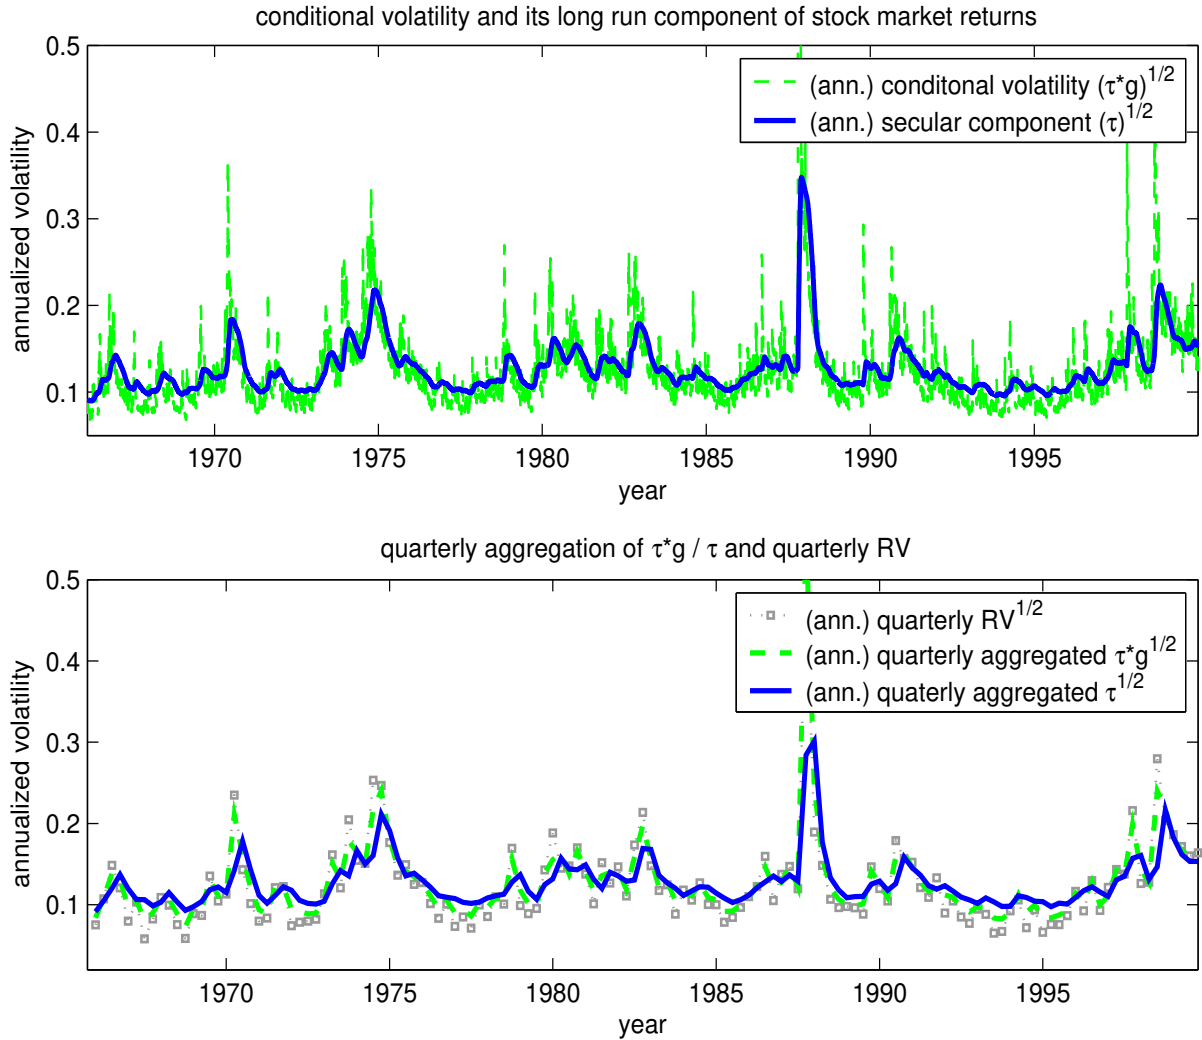 conditional volatility and its long run component of stock market returns
0.5
0.4
0.3
0.2
0.1
annualized volatility
(ann.) conditonal volatility (τ*g)^1/2
(ann.) secular component (τ)^1/2
1970 1975 1980 1985 1990 1995
year
quarterly aggregation of τ*g / τ and quarterly RV
0.5
0.4
0.3
0.2
0.1
annualized volatility
(ann.) quarterly RV^1/2
(ann.) quarterly aggregated τ*g^1/2
(ann.) quaterly aggregated τ^1/2
1970 1975 1980 1985 1990 1995
year